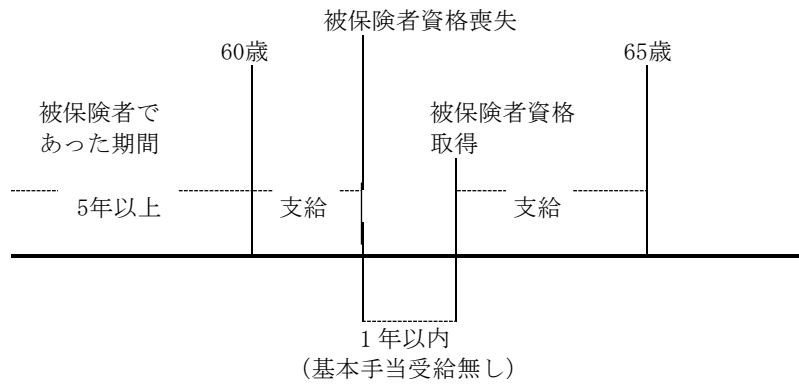 被保険者資格喪失
60歳
65歳
被保険者で
あった期間
被保険者資格
取得
5年以上
支給
支給
1年以内
（基本手当受給無し）